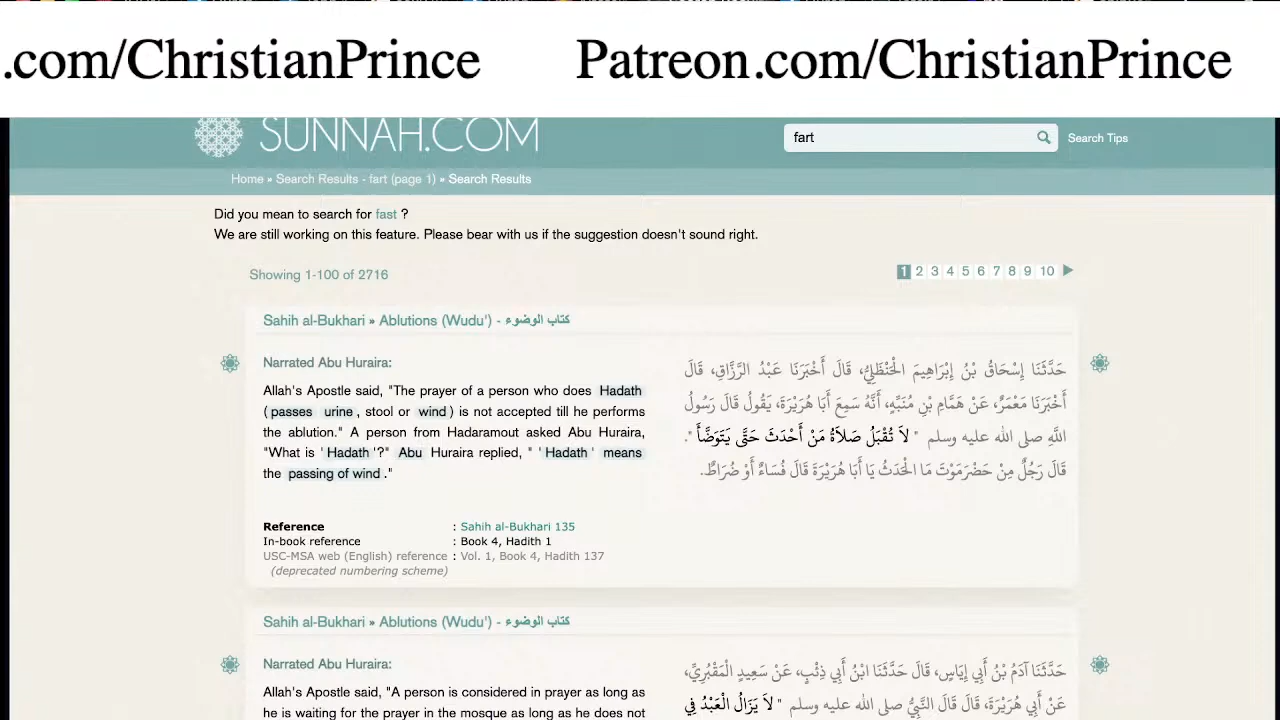 .com/ChristianPrince Patreon.com/ChristianPrince
SUNNAH.COM
fart
Search Tips
Home » Search Results - fart (page 1) » Search Results
Did you mean to search for fast ?
We are still working on this feature. Please bear with us if the suggestion doesn't sound right.
Showing 1-100 of 2716
1 2 3 4 5 6 7 8 9 10
Sahih al-Bukhari » Ablutions (Wudu') - كتاب الوضوء
Narrated Abu Huraira:
Allah's Apostle said, "The prayer of a person who does Hadath
(passes urine, stool or wind) is not accepted till he performs
the ablution." A person from Hadaramout asked Abu Huraira,
"What is 'Hadath'?" Abu Huraira replied, " 'Hadath' means
the passing of wind."
حَدَّثَنَا إِسْحَاقُ بْنُ إِبْرَاهِيمَ الْحَنْظَلِيُّ، قَالَ أَخْبَرَنَا عَبْدُ الرَّزَّاقِ، قَالَ
أَخْبَرَنَا مَعْمَرٌ، عَنْ هَمَّامِ بْنِ مُنَبِّهٍ، أَنَّهُ سَمِعَ أَبَا هُرَيْرَةَ، يَقُولُ قَالَ رَسُولُ
اللَّهِ صلى الله عليه وسلم " لاَ تُقْبَلُ صَلاَةُ مَنْ أَحْدَثَ حَتَّى يَتَوَضَّأَ ".
قَالَ رَجُلٌ مِنْ حَضْرَمَوْتَ مَا الْحَدَثُ يَا أَبَا هُرَيْرَةَ قَالَ فُسَاءٌ أَوْ ضُرَاطٌ.
Reference : Sahih al-Bukhari 135
In-book reference : Book 4, Hadith 1
USC-MSA web (English) reference : Vol. 1, Book 4, Hadith 137
(deprecated numbering scheme)
Sahih al-Bukhari » Ablutions (Wudu') - كتاب الوضوء
Narrated Abu Huraira:
Allah's Apostle said, "A person is considered in prayer as long as
he is waiting for the prayer in the mosque as long as he does not
حَدَّثَنَا آدَمُ بْنُ أَبِي إِيَاسٍ، قَالَ حَدَّثَنَا ابْنُ أَبِي ذِئْبٍ، عَنْ سَعِيدٍ الْمَقْبُرِيِّ،
عَنْ أَبِي هُرَيْرَةَ، قَالَ قَالَ النَّبِيُّ صلى الله عليه وسلم " لاَ يَزَالُ الْعَبْدُ فِي